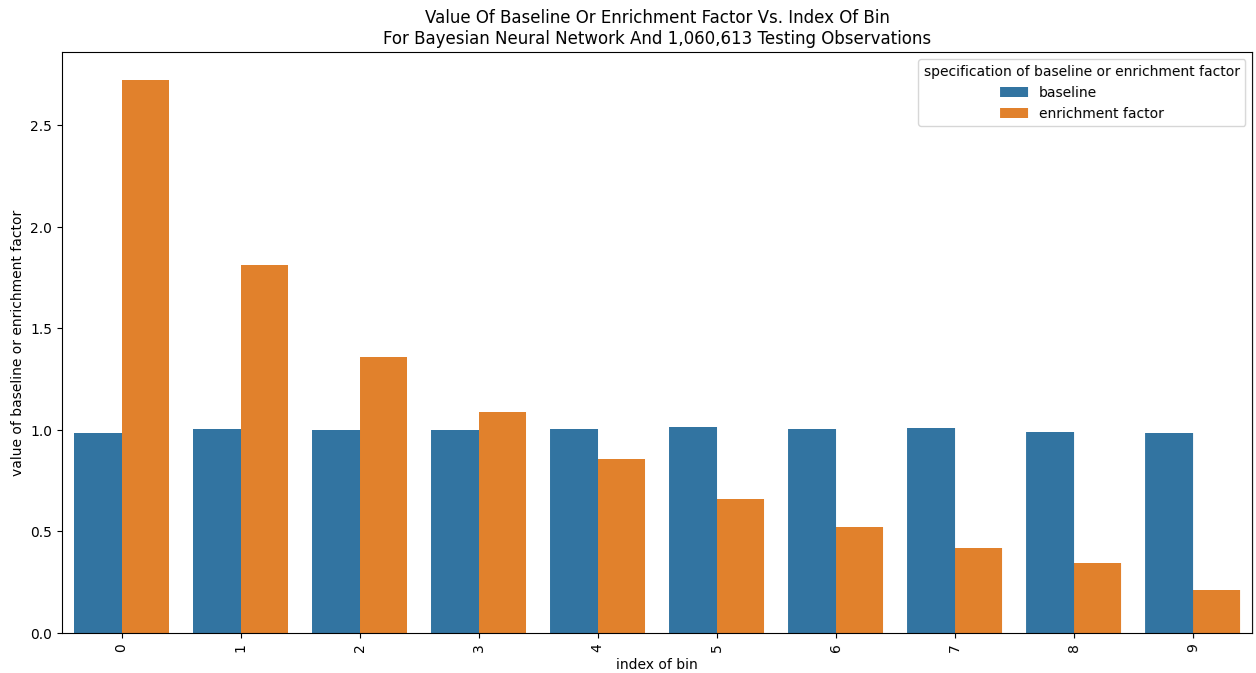 Value Of Baseline Or Enrichment Factor Vs. Index Of Bin
For Bayesian Neural Network And 1,060,613 Testing Observations
specification of baseline or enrichment factor
baseline
enrichment factor
value of baseline or enrichment factor
2.5
2.0
1.5
1.0
0.5
0.0
0 1 2 3 4 5 6 7 8 9
index of bin